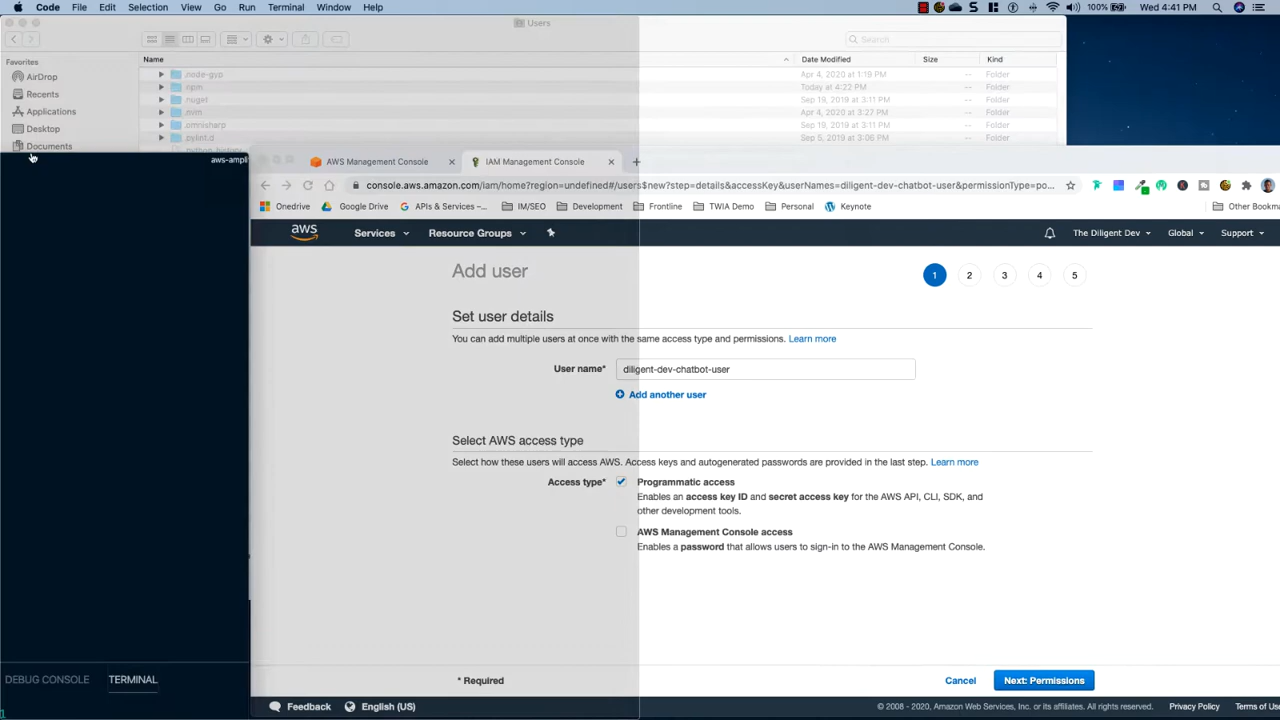 Code File Edit Selection View Go Run Terminal Window Help 100% Wed 4:41 PM
Users
Search
Favorites
Name Date Modified Size Kind
AirDrop
.node-gyp Apr 4, 2020 at 1:19 PM -- Folder
.npm Today at 4:22 PM -- Folder
Recents
.nuget Sep 19, 2019 at 3:11 PM -- Folder
Applications
.nvm Apr 4, 2020 at 3:27 PM -- Folder
Desktop
.omnisharp Sep 19, 2019 at 3:11 PM -- Folder
.pylint.d Sep 5, 2019 at 3:06 PM -- Folder
Documents
.python_history
aws-ampli
AWS Management Console IAM Management Console
console.aws.amazon.com/iam/home?region=undefined#/users$new?step=details&accessKey&userNames=diligent-dev-chatbot-user&permissionType=po...
Onedrive Google Drive APIs & Services –... IM/SEO Development Frontline TWIA Demo Personal Keynote Other Bookma
aws Services Resource Groups The Diligent Dev Global Support
Add user 1 2 3 4 5
Set user details
You can add multiple users at once with the same access type and permissions. Learn more
User name* diligent-dev-chatbot-user
Add another user
Select AWS access type
Select how these users will access AWS. Access keys and autogenerated passwords are provided in the last step. Learn more
Access type* Programmatic access
Enables an access key ID and secret access key for the AWS API, CLI, SDK, and
other development tools.
AWS Management Console access
Enables a password that allows users to sign-in to the AWS Management Console.
DEBUG CONSOLE TERMINAL
* Required Cancel Next: Permissions
Feedback English (US) © 2008 - 2020, Amazon Web Services, Inc. or its affiliates. All rights reserved. Privacy Policy Terms of Us